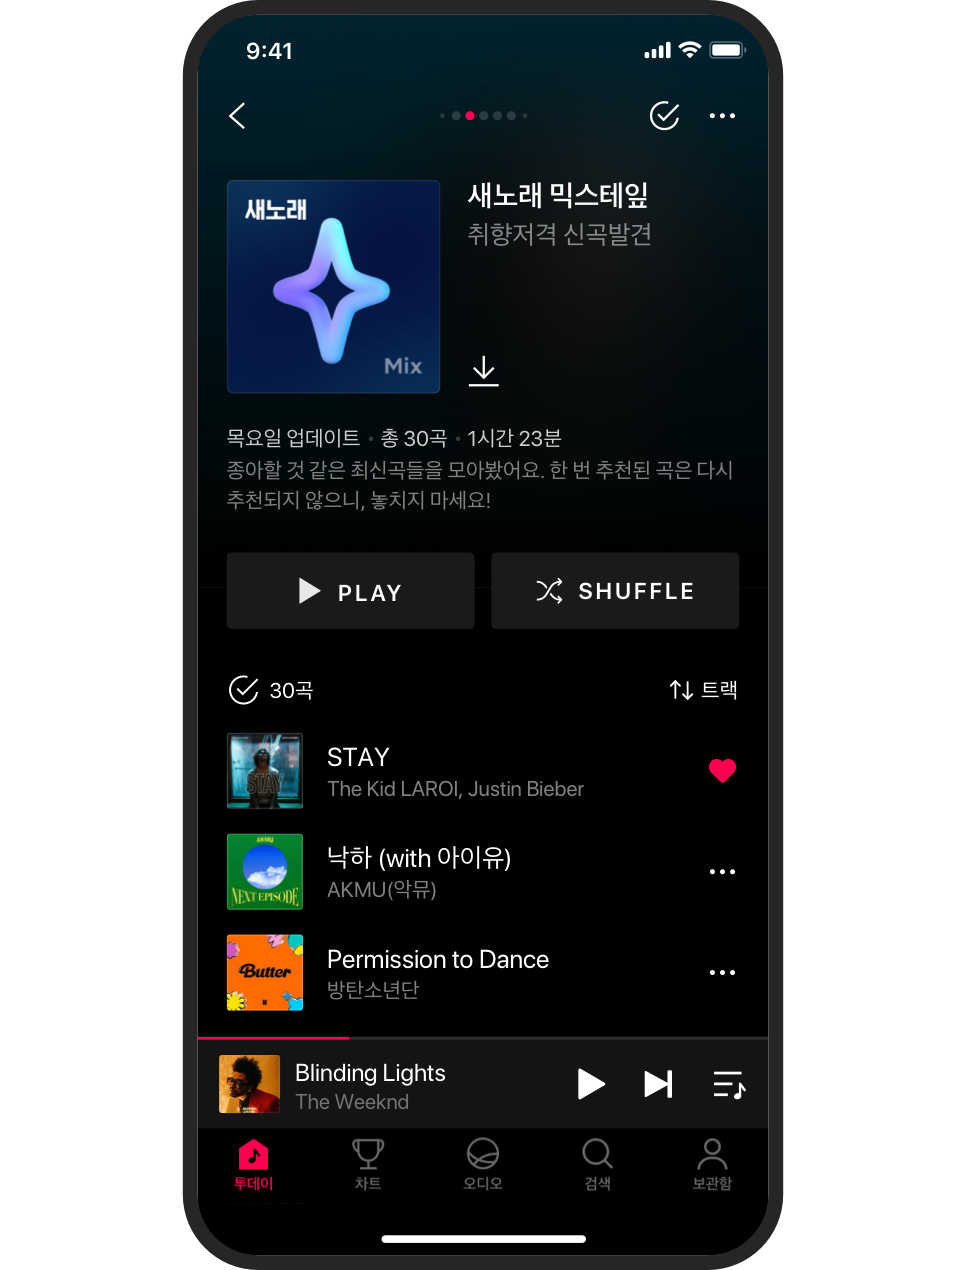 9:41
새노래
Mix
새노래 믹스테잎
취향저격 신곡발견
목요일 업데이트 • 총 30곡 • 1시간 23분
종아할 것 같은 최신곡들을 모아봤어요. 한 번 추천된 곡은 다시
추천되지 않으니, 놓치지 마세요!
PLAY
SHUFFLE
30곡
트랙
STAY
STAY
The Kid LAROI, Justin Bieber
AKMU
NEXT EPISODE
낙하 (with 아이유)
AKMU(악뮤)
Butter
Permission to Dance
방탄소년단
Blinding Lights
The Weeknd
투데이
차트
오디오
검색
보관함